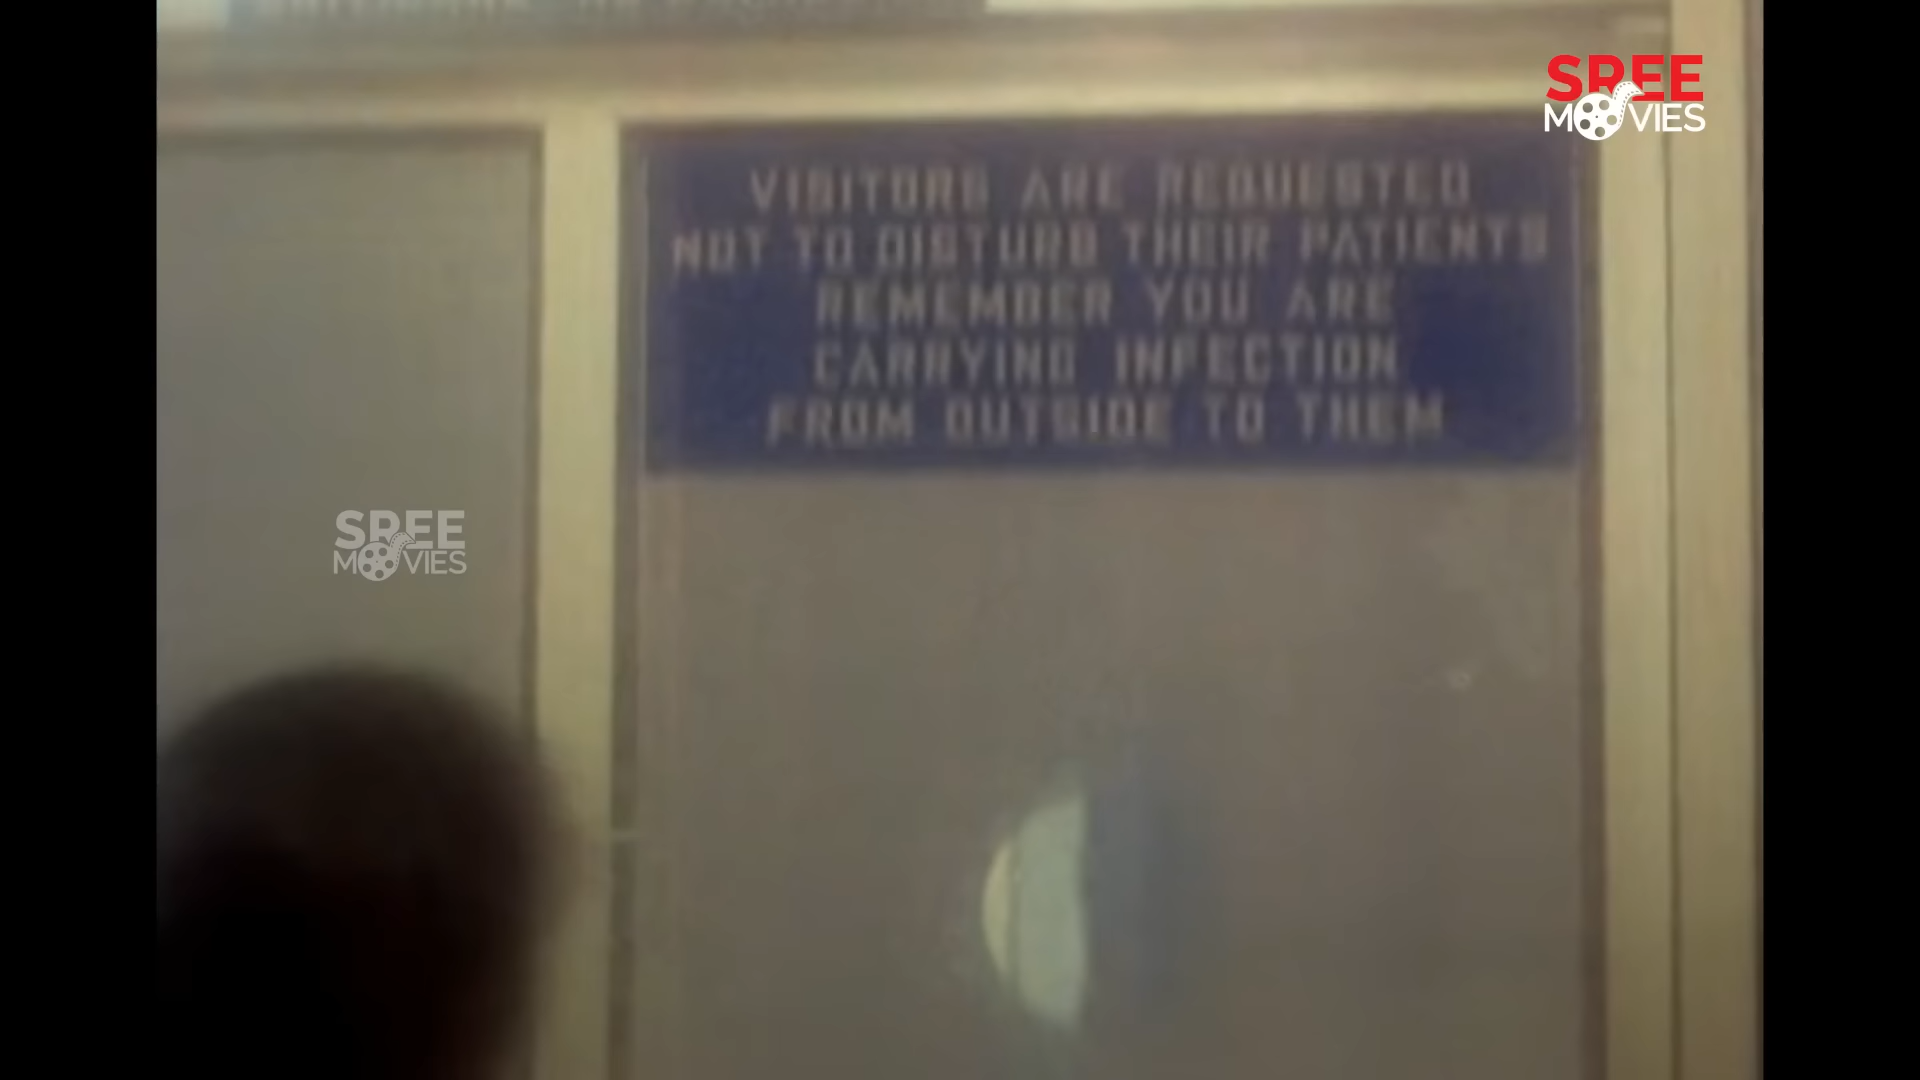 SREE
MOVIES
VISITORS ARE REQUESTED
NOT TO DISTURB THEIR PATIENTS
REMEMBER YOU ARE
CARRYING INFECTION
FROM OUTSIDE TO THEM
SREE
MOVIES